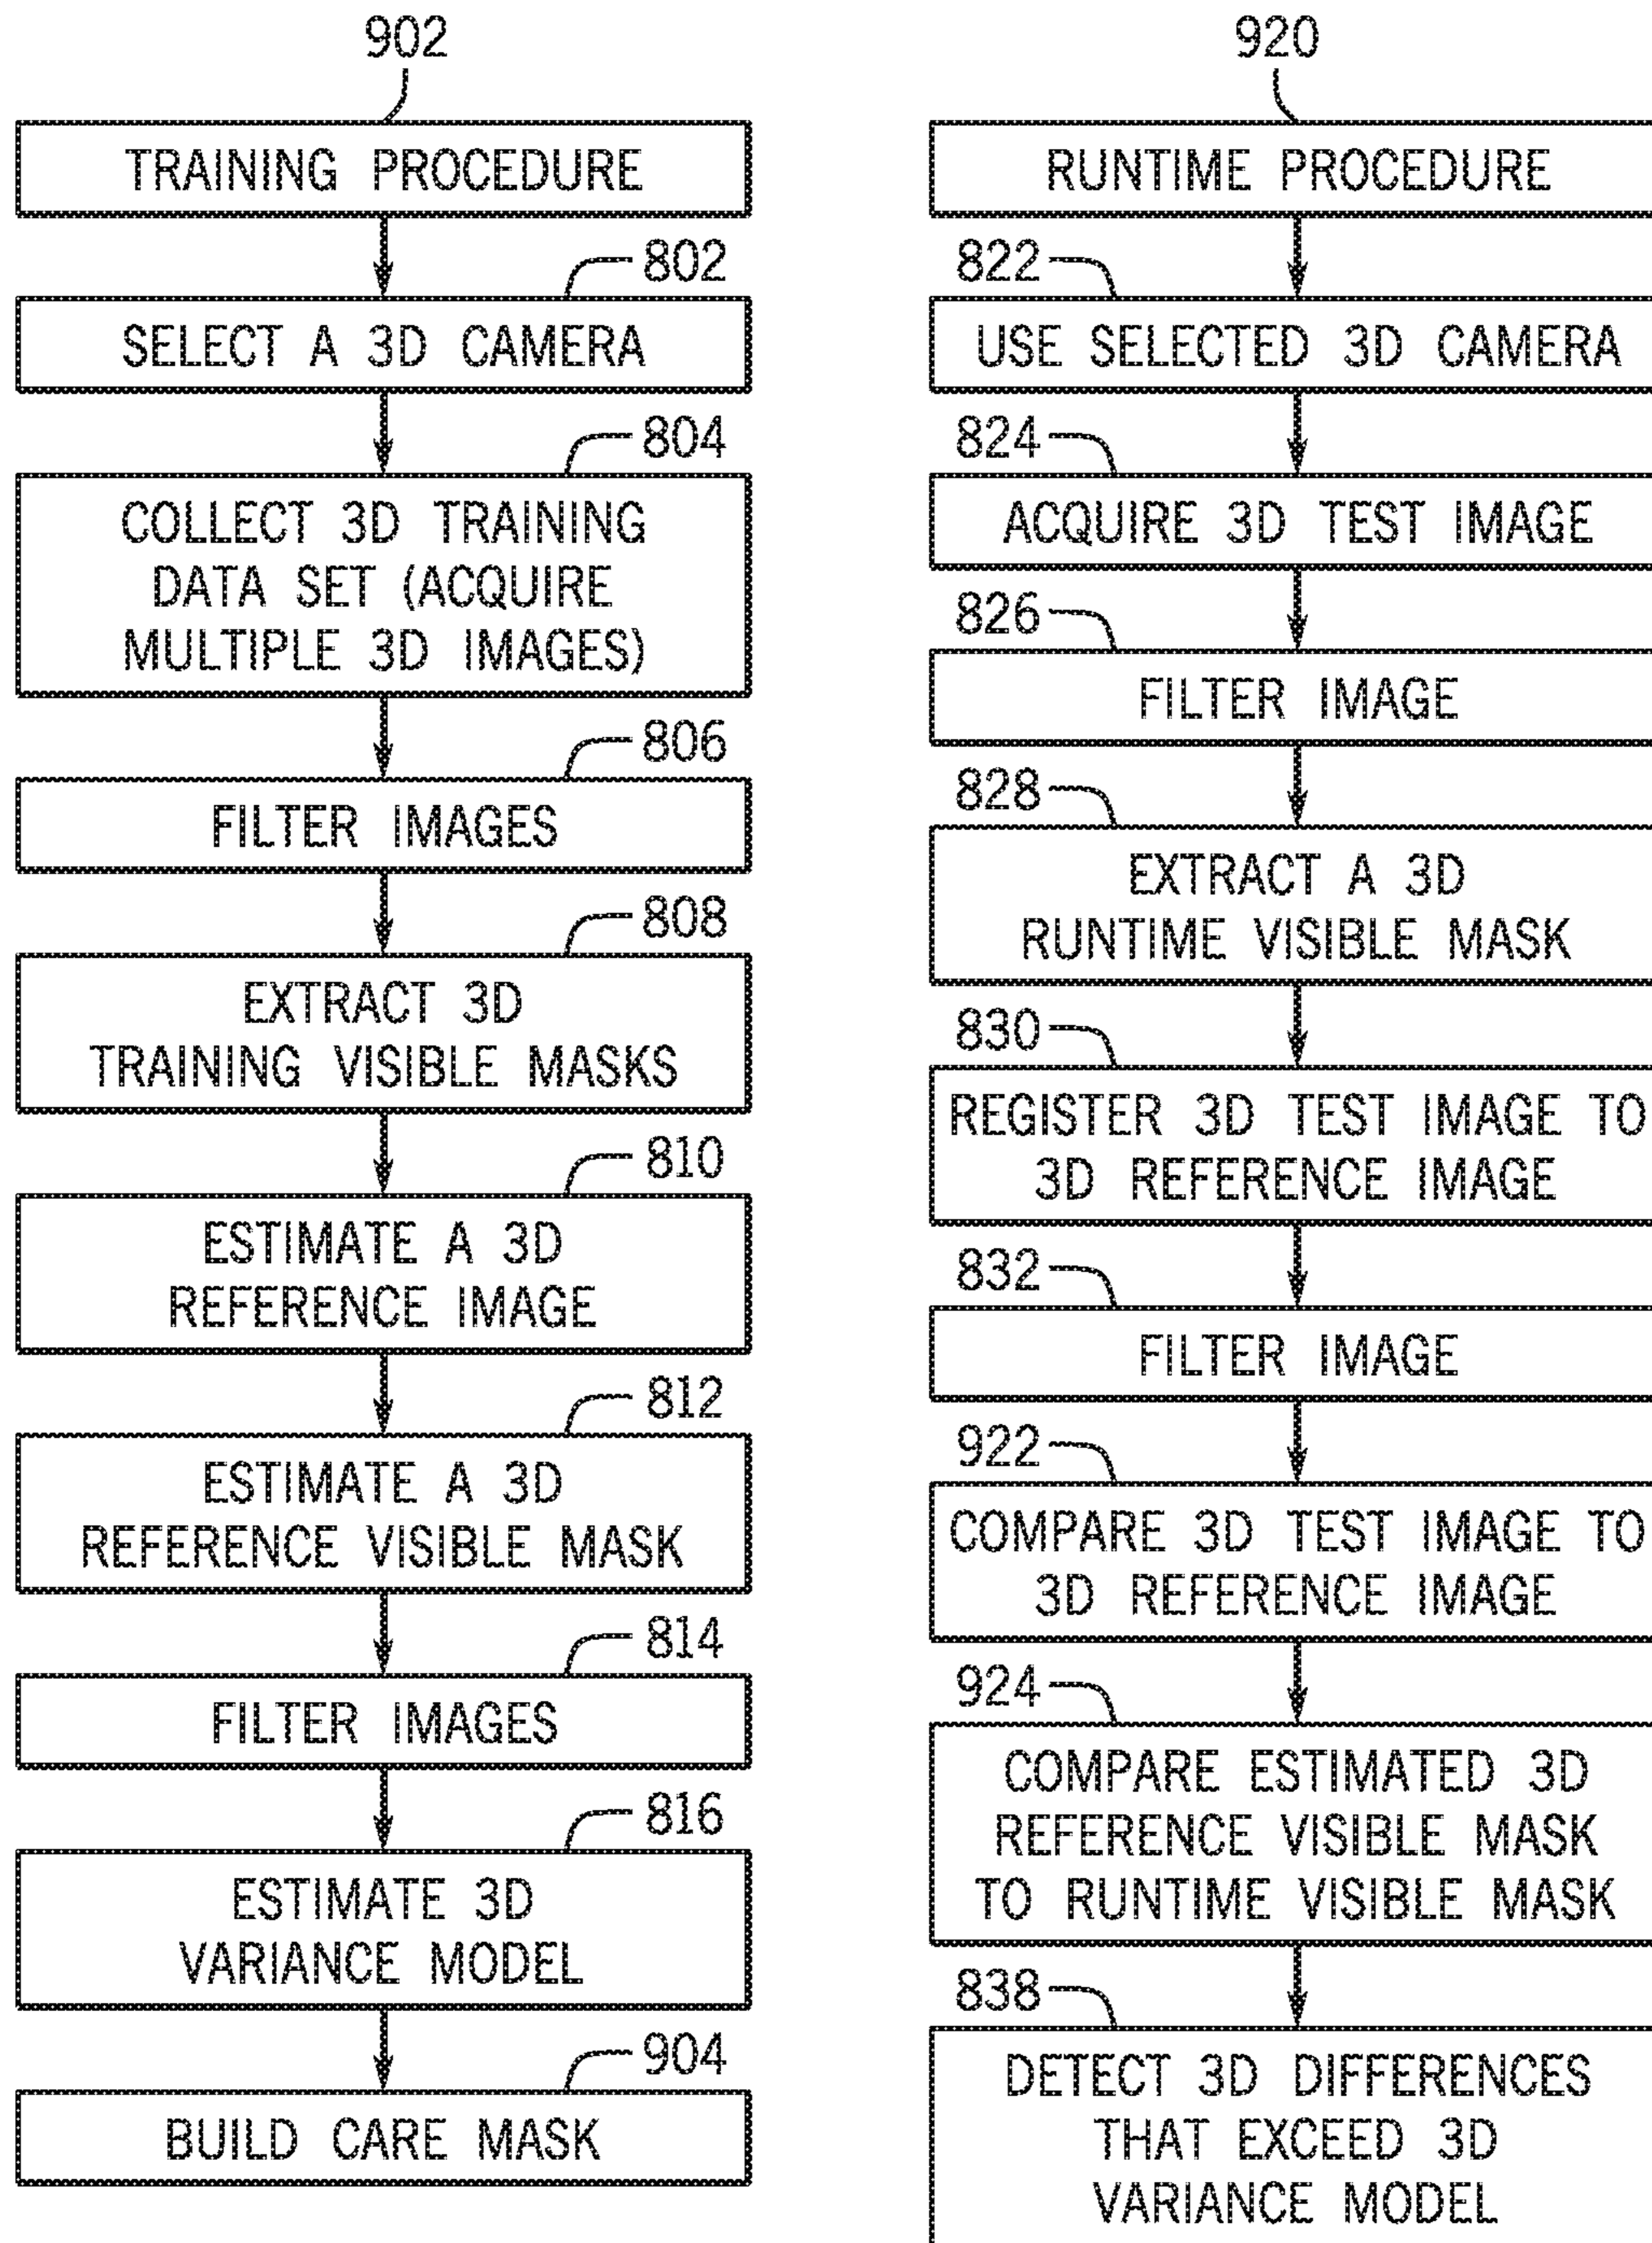 902
TRAINING PROCEDURE
802
SELECT A 3D CAMERA
804
COLLECT 3D TRAINING
DATA SET (ACQUIRE
MULTIPLE 3D IMAGES)
806
FILTER IMAGES
808
EXTRACT 3D
TRAINING VISIBLE MASKS
810
ESTIMATE A 3D
REFERENCE IMAGE
812
ESTIMATE A 3D
REFERENCE VISIBLE MASK
814
FILTER IMAGES
816
ESTIMATE 3D
VARIANCE MODEL
904
BUILD CARE MASK
920
RUNTIME PROCEDURE
822
USE SELECTED 3D CAMERA
824
ACQUIRE 3D TEST IMAGE
826
FILTER IMAGE
828
EXTRACT A 3D
RUNTIME VISIBLE MASK
830
REGISTER 3D TEST IMAGE TO
3D REFERENCE IMAGE
832
FILTER IMAGE
922
COMPARE 3D TEST IMAGE TO
3D REFERENCE IMAGE
924
COMPARE ESTIMATED 3D
REFERENCE VISIBLE MASK
TO RUNTIME VISIBLE MASK
838
DETECT 3D DIFFERENCES
THAT EXCEED 3D
VARIANCE MODEL